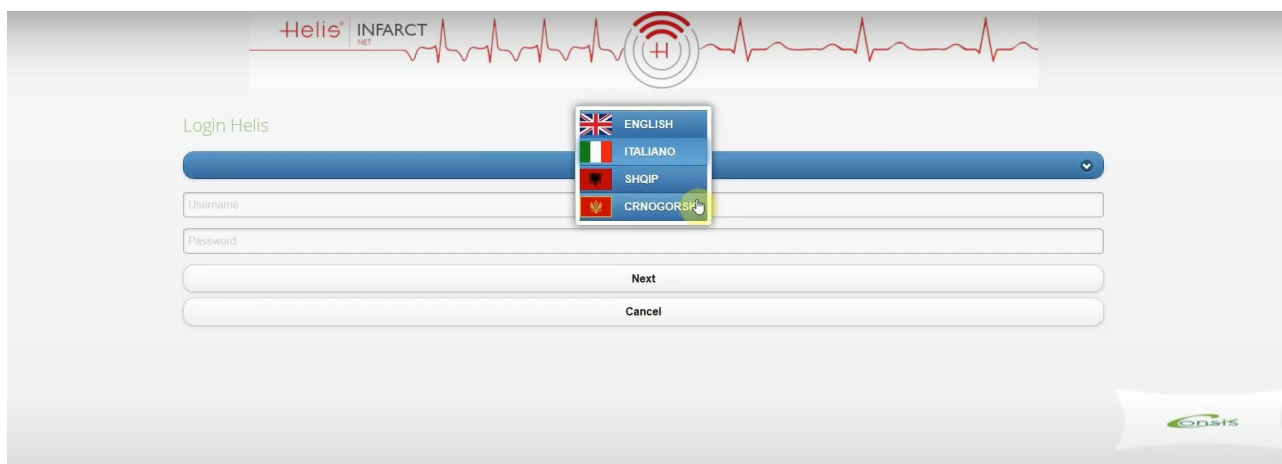 Helis® INFARCT
NET
H
Login Helis
ENGLISH
ITALIANO
SHQIP
CRNOGORSKI
Username
Password
Next
Cancel
Consis